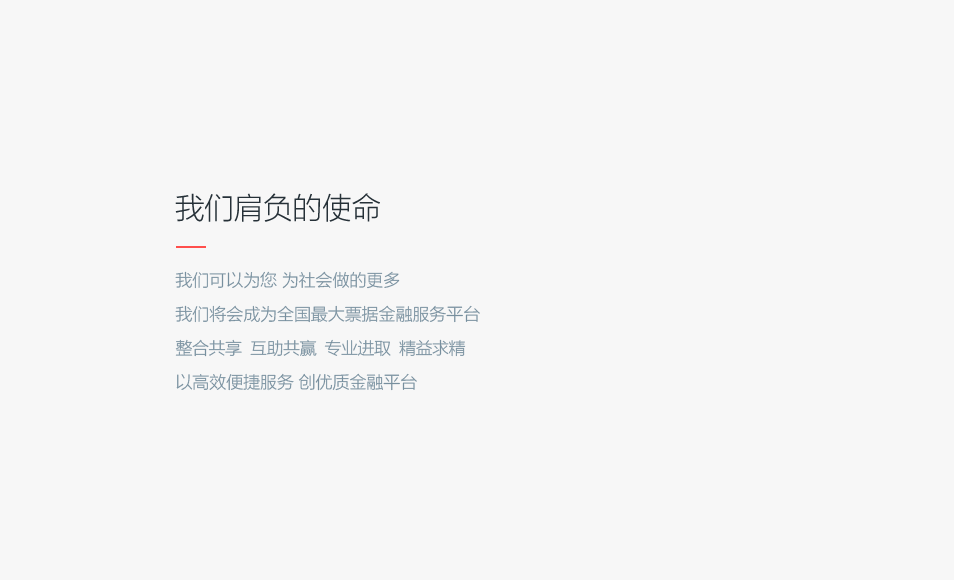 我们肩负的使命
我们可以为您 为社会做的更多
我们将会成为全国最大票据金融服务平台
整合共享 互助共赢 专业进取 精益求精
以高效便捷服务 创优质金融平台